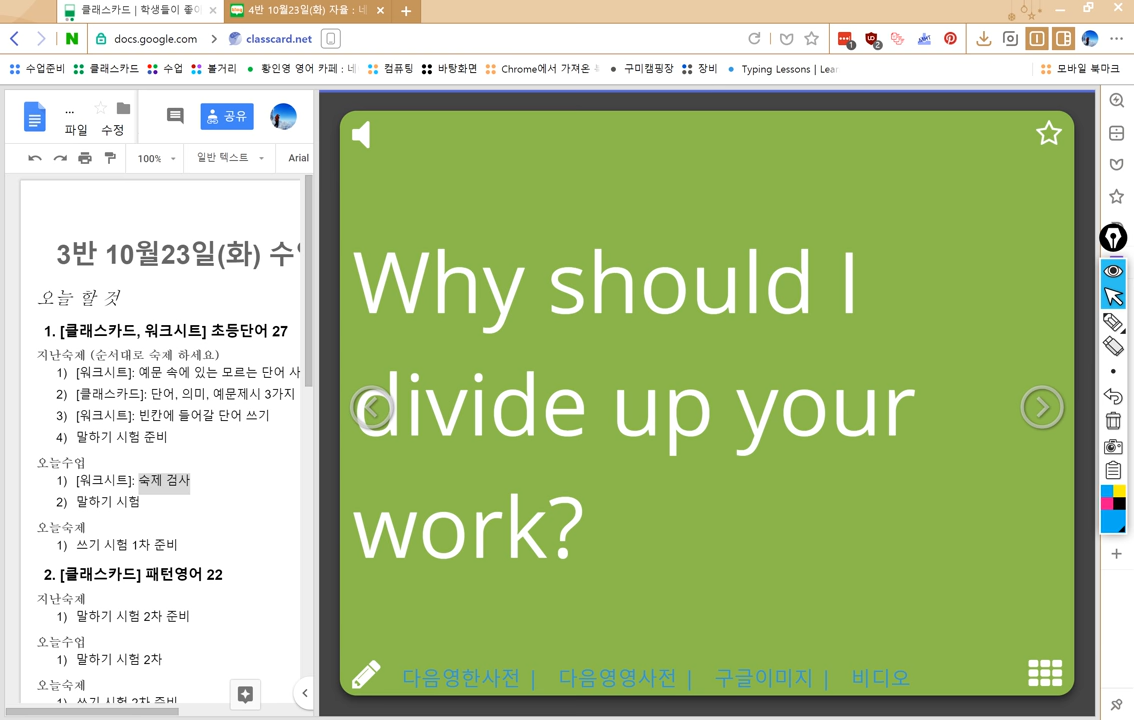 클래스카드 | 학생들이 좋아
4반 10월23일(화) 자율 : 네
docs.google.com
classcard.net
수업준비
클래스카드
수업
볼거리
황인영 영어 카페 : 네
컴퓨팅
바탕화면
Chrome에서 가져온
구미캠핑장
장비
Typing Lessons | Lear
모바일 북마크
...
공유
파일 수정
100%
일반 텍스트
Arial
3반 10월23일(화) 수
오늘 할 것
1. [클래스카드, 워크시트] 초등단어 27
지난숙제 (순서대로 숙제 하세요)
1) [워크시트]: 예문 속에 있는 모르는 단어 사
2) [클래스카드]: 단어, 의미, 예문제시 3가지
3) [워크시트]: 빈칸에 들어갈 단어 쓰기
4) 말하기 시험 준비
오늘수업
1) [워크시트]: 숙제 검사
2) 말하기 시험
오늘숙제
1) 쓰기 시험 1차 준비
2. [클래스카드] 패턴영어 22
지난숙제
1) 말하기 시험 2차 준비
오늘수업
1) 말하기 시험 2차
오늘숙제
1) 쓰기 시험 2차 준비
Why should I
divide up your
work?
다음영한사전 | 다음영영사전 | 구글이미지 | 비디오